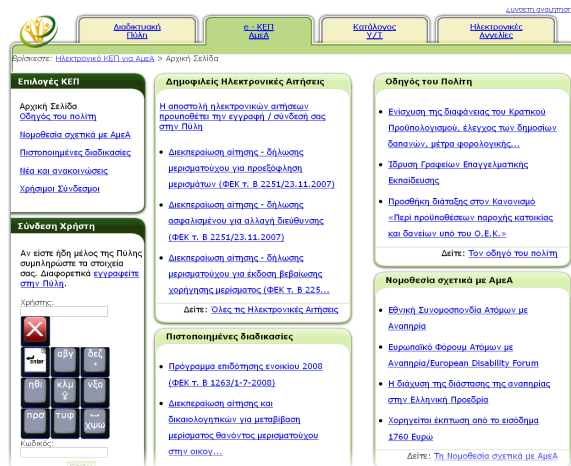 Σύνθετη αναζήτηση
Διαδικτυακή
Πύλη
e - ΚΕΠ
ΑμεΑ
Κατάλογος
Υ/Τ
Ηλεκτρονικές
Αγγελίες
Βρίσκεστε: Ηλεκτρονικό ΚΕΠ για ΑμεΑ > Αρχική Σελίδα
Επιλογές ΚΕΠ
Αρχική Σελίδα
Οδηγός του πολίτη
Νομοθεσία σχετικά με ΑμεΑ
Πιστοποιημένες διαδικασίες
Νέα και ανακοινώσεις
Χρήσιμοι Σύνδεσμοι
Σύνδεση Χρήστη
Αν είστε ήδη μέλος της Πύλης
συμπληρώστε τα στοιχεία
σας. Διαφορετικά εγγραφείτε
στην Πύλη.
Χρήστης:
enter
αβγ
δεζ
,
ηθι
κλμ
νξο
πρσ
τυφ
χψω
Κωδικός:
Δημοφιλείς Ηλεκτρονικές Αιτήσεις
Η αποστολή ηλεκτρονικών αιτήσεων
προυποθέτει την εγγραφή / σύνδεσή σας
στην Πύλη
• Διεκπεραίωση αίτησης - δήλωσης
μερισματούχου για προεξόφληση
μερισμάτων (ΦΕΚ τ. Β 2251/23.11.2007)
• Διεκπεραίωση αίτησης - δήλωσης
ασφαλισμένου για αλλαγή διεύθυνσης
(ΦΕΚ τ. Β 2251/23.11.2007)
• Διεκπεραίωση αίτησης - δήλωσης
μερισματούχου για έκδοση βεβαίωσης
χορήγησης μερίσματος (ΦΕΚ τ. Β 225...
Δείτε: Όλες τις Ηλεκτρονικές Αιτήσεις
Πιστοποιημένες διαδικασίες
• Πρόγραμμα επιδότησης ενοικίου 2008
(ΦΕΚ τ. Β 1263/1-7-2008)
• Διεκπεραίωση αίτησης και
δικαιολογητικών για μεταβίβαση
μερίσματος θανόντος μερισματούχου
στην οικογ...
Οδηγός του Πολίτη
• Ενίσχυση της διαφάνειας του Κρατικού
Προϋπολογισμού, έλεγχος των δημοσίων
δαπανών, μέτρα φορολογικής...
• Ίδρυση Γραφείων Επαγγελματικής
Εκπαίδευσης
• Προσθήκη διάταξης στον Κανονισμό
«Περί προϋποθέσεων παροχής κατοικίας
και δανείων υπό του Ο.Ε.Κ.»
Δείτε: Τον οδηγό του πολίτη
Νομοθεσία σχετικά με ΑμεΑ
• Εθνική Συνομοσπονδία Ατόμων με
Αναπηρία
• Ευρωπαϊκό Φόρουμ Ατόμων με
Αναπηρία/European Disability Forum
• Η διάχυση της διάστασης της αναπηρίας
στην Ελληνική Προεδρία
• Χορηγείται έκπτωση από το εισόδημα
1760 Ευρώ
Δείτε: Τη Νομοθεσία σχετικά με ΑμεΑ